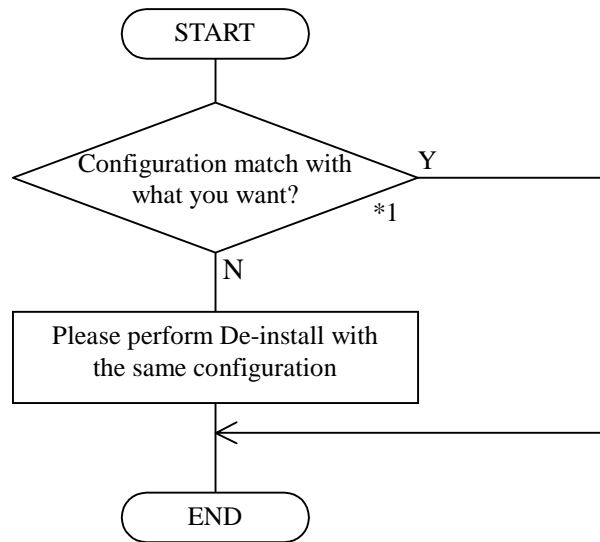 START
Configuration match with
what you want?
Y
*1
N
Please perform De-install with
the same configuration
END